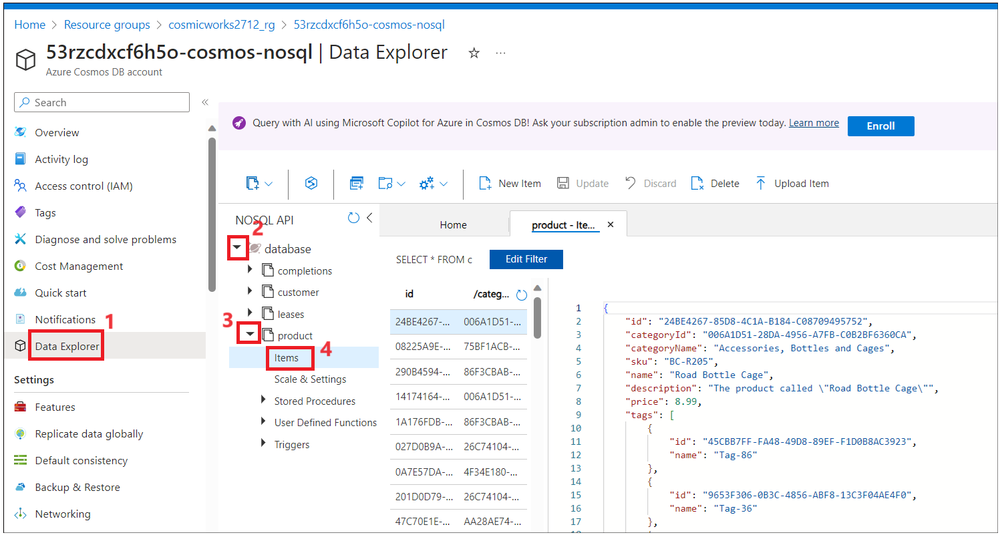 Home > Resource groups > cosmicworks2712_rg > 53rzcdxcf6h5o-cosmos-nosql
53rzcdxcf6h5o-cosmos-nosql | Data Explorer
Azure Cosmos DB account
Search
Overview
Activity log
Access control (IAM)
Tags
Diagnose and solve problems
Cost Management
Quick start
Notifications
1
Data Explorer
Settings
Features
Replicate data globally
Default consistency
Backup & Restore
Networking
Query with AI using Microsoft Copilot for Azure in Cosmos DB! Ask your subscription admin to enable the preview today. Learn more Enroll
New Item Update Discard Delete Upload Item
NOSQL API
2
database
completions
customer
leases
3
product
4
Items
Scale & Settings
Stored Procedures
User Defined Functions
Triggers
Home product - Ite...
SELECT * FROM c Edit Filter
id /categ...
24BE4267-... 006A1D51-...
08225A9E-... 75BF1ACB-...
290B4594-... 86F3CBAB-...
14174164-... 006A1D51-...
1A176FDB-... 86F3CBAB-...
027D0B9A-... 26C74104-...
0A7E57DA-... 4F34E180-...
201D0D79-... 26C74104-...
47C70E1E-... AA28AE74-...
1 {
2 "id": "24BE4267-85D8-4C1A-B184-C08709495752",
3 "categoryId": "006A1D51-28DA-4956-A7FB-C0B2BF6360CA",
4 "categoryName": "Accessories, Bottles and Cages",
5 "sku": "BC-R205",
6 "name": "Road Bottle Cage",
7 "description": "The product called \"Road Bottle Cage\"",
8 "price": 8.99,
9 "tags": [
10 {
11 "id": "45CBB7FF-FA48-49D8-89EF-F1D0B8AC3923",
12 "name": "Tag-86"
13 },
14 {
15 "id": "9653F306-0B3C-4856-ABF8-13C3F04AE4F0",
16 "name": "Tag-36"
17 },